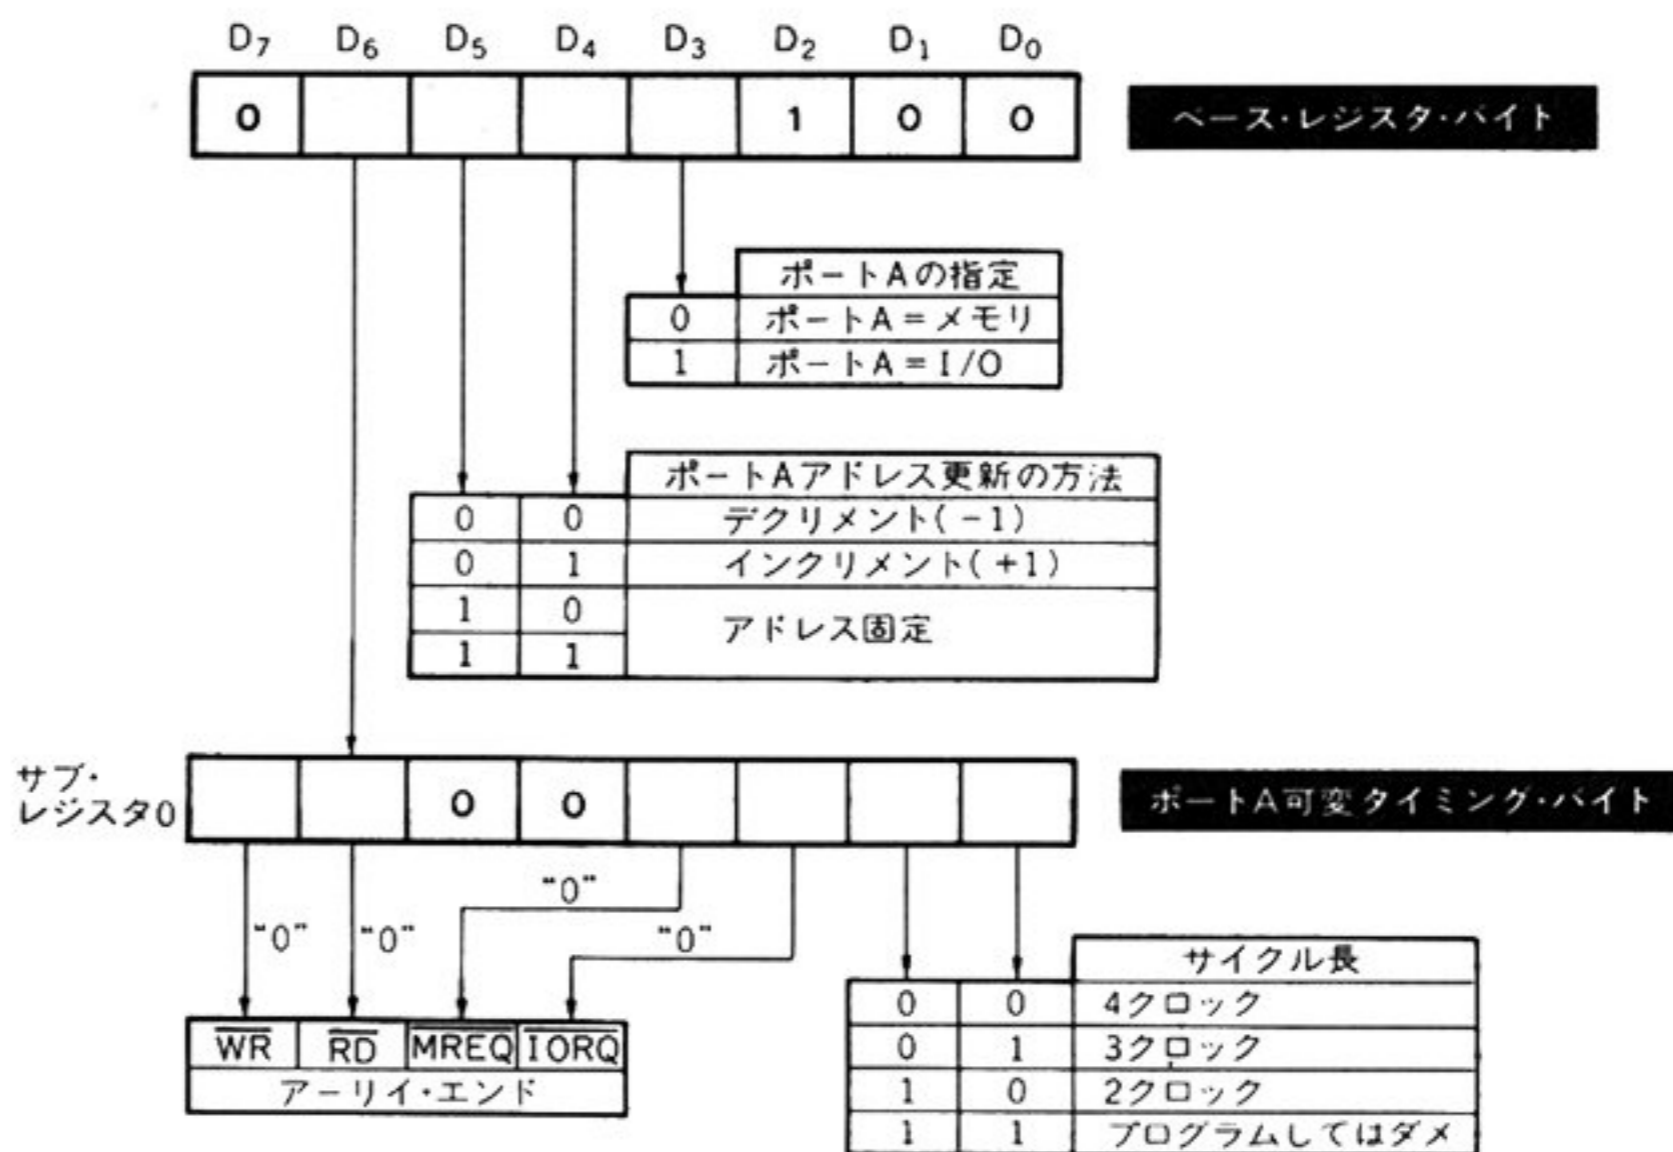 D7 D6 D5 D4 D3 D2 D1 D0
0 1 0 0
ベース・レジスタ・バイト
ポートAの指定
0 ポートA=メモリ
1 ポートA=I/O
ポートAアドレス更新の方法
0 0 デクリメント(-1)
0 1 インクリメント(+1)
1 0 アドレス固定
1 1
サブ・
レジスタ0
0 0
ポートA可変タイミング・バイト
"0" "0" "0" "0"
WR RD MREQ IORQ
アーリイ・エンド
サイクル長
0 0 4クロック
0 1 3クロック
1 0 2クロック
1 1 プログラムしてはダメ